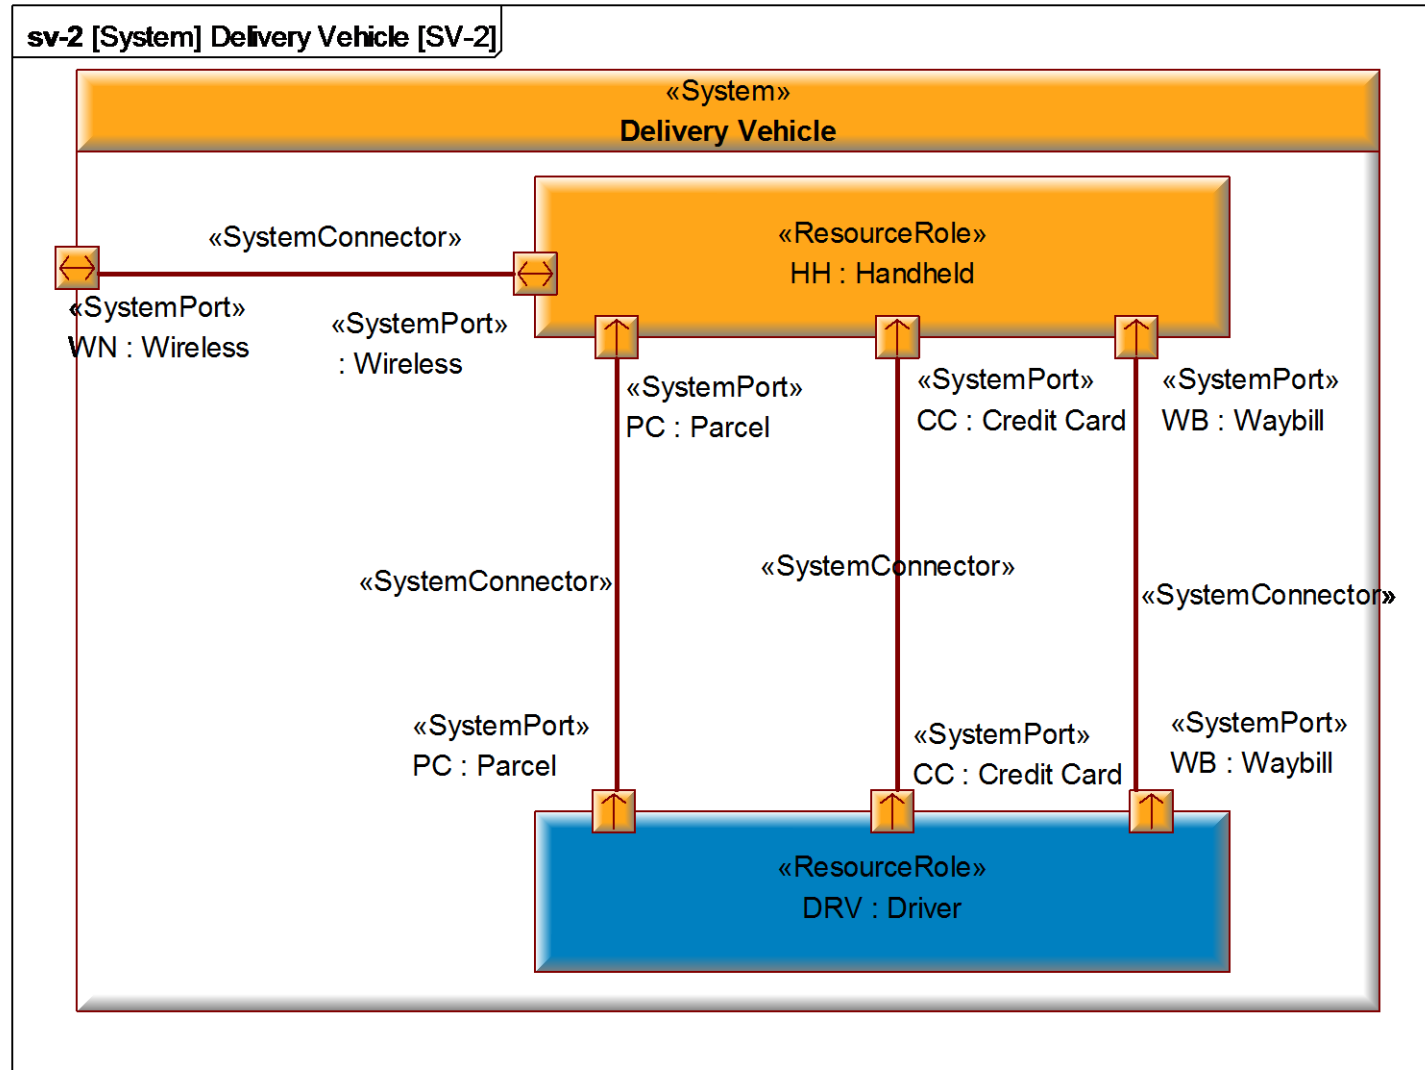 sv-2 [System] Delivery Vehicle [SV-2]
«System»
Delivery Vehicle
«SystemConnector»
«ResourceRole»
HH : Handheld
«SystemPort»
WN : Wireless
«SystemPort»
: Wireless
«SystemPort»
PC : Parcel
«SystemPort»
CC : Credit Card
«SystemPort»
WB : Waybill
«SystemConnector»
«SystemConnector»
«SystemConnector»
«SystemPort»
PC : Parcel
«SystemPort»
CC : Credit Card
«SystemPort»
WB : Waybill
«ResourceRole»
DRV : Driver